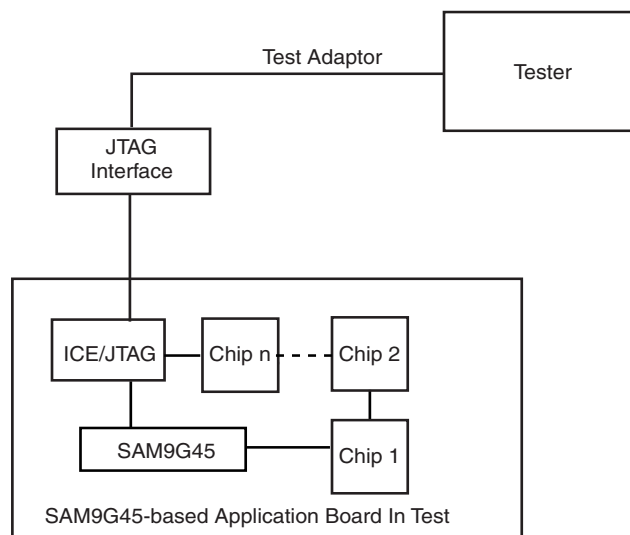 Test Adaptor
Tester
JTAG
Interface
ICE/JTAG
Chip n
Chip 2
SAM9G45
Chip 1
SAM9G45-based Application Board In Test